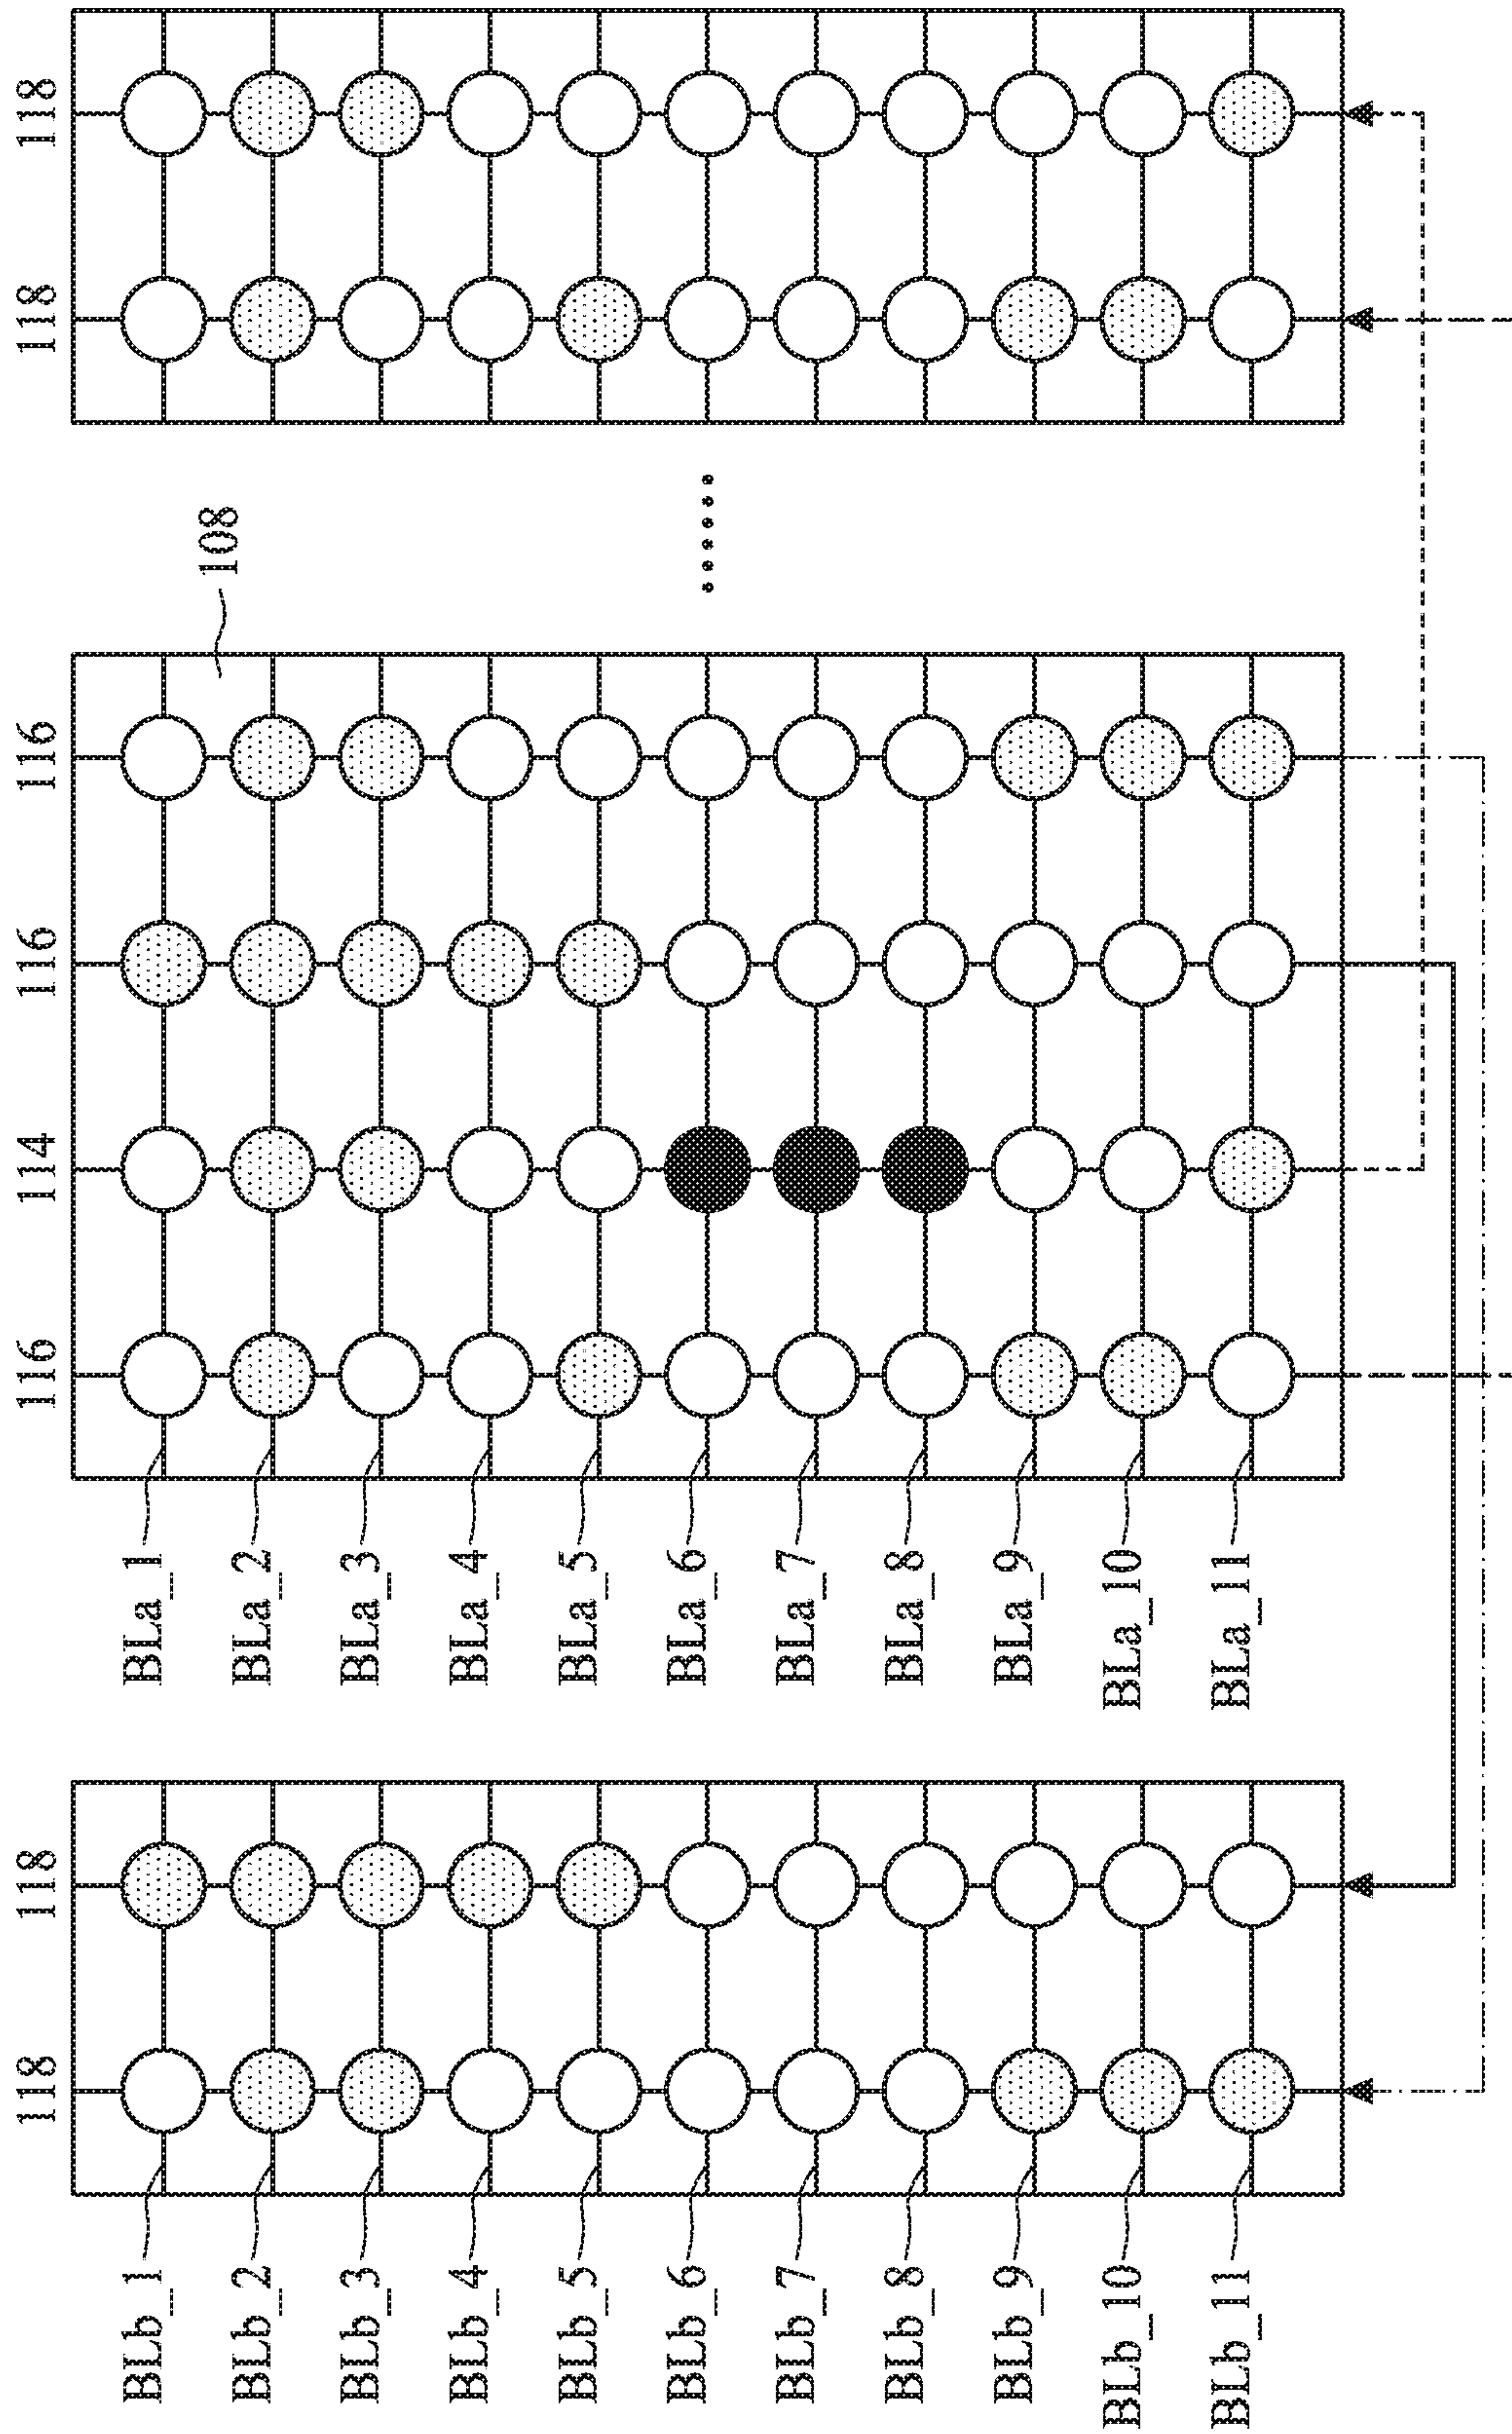 118 118 116 114 116 116 118 118
BLb_1 BLa_1
108
BLb_2 BLa_2
BLb_3 BLa_3
BLb_4 BLa_4
BLb_5 BLa_5
BLb_6 BLa_6
BLb_7 BLa_7
BLb_8 BLa_8
BLb_9 BLa_9
BLb_10 BLa_10
BLb_11 BLa_11